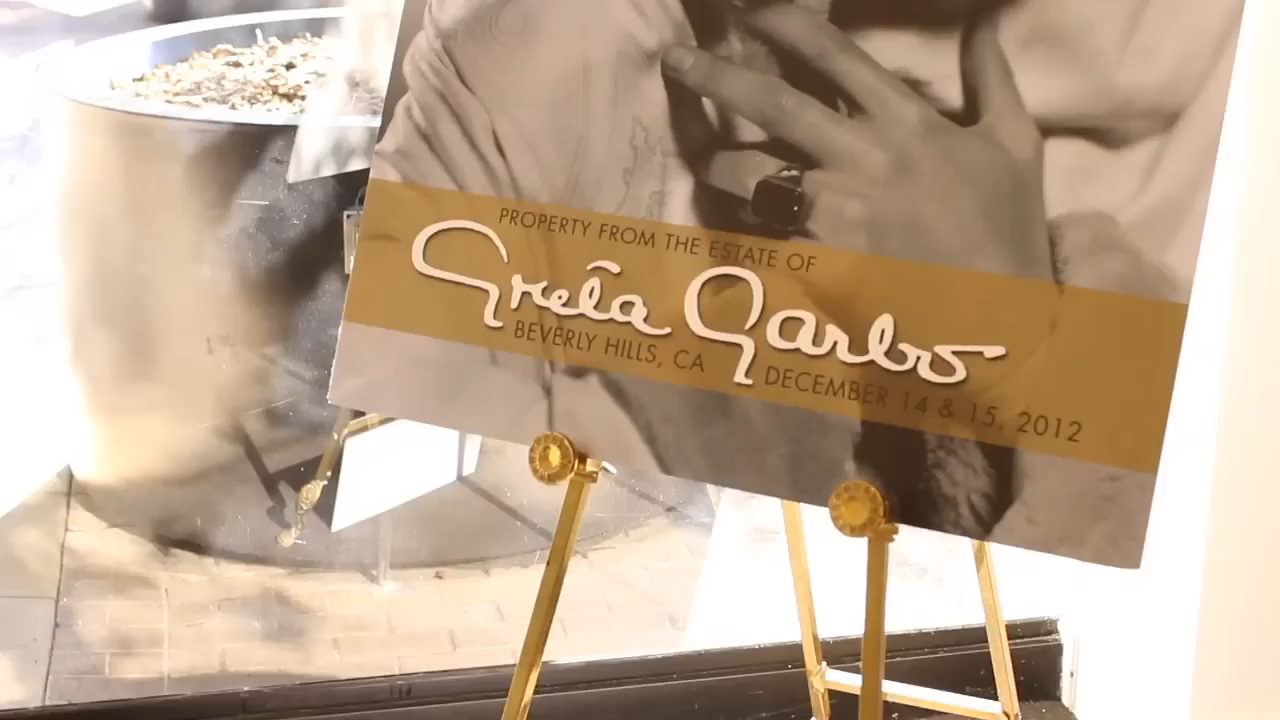 PROPERTY FROM THE ESTATE OF
Greta Garbo
BEVERLY HILLS, CA
DECEMBER 14 & 15, 2012